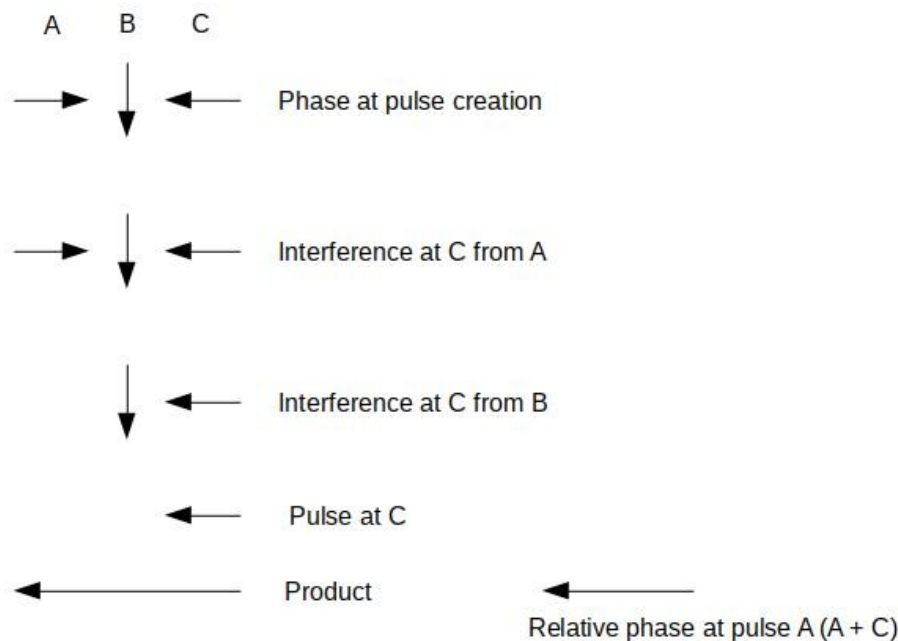 A B C
Phase at pulse creation
Interference at C from A
Interference at C from B
Pulse at C
Product
Relative phase at pulse A (A + C)